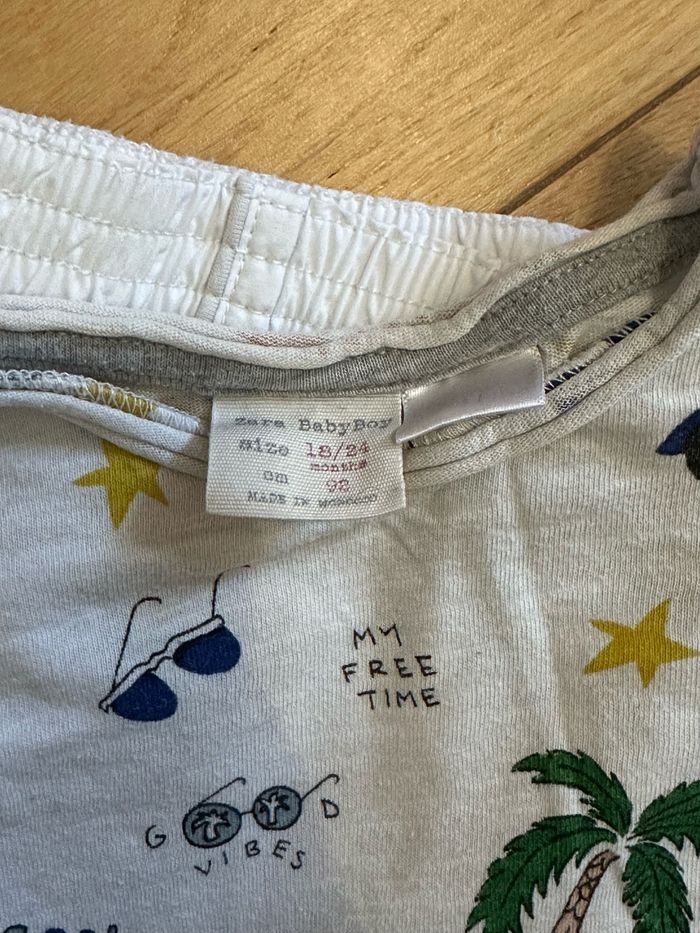 zara BabyBoy
size 18/24
months
cm 92
MADE IN MOROCCO
MY
FREE
TIME
G D
VIBES